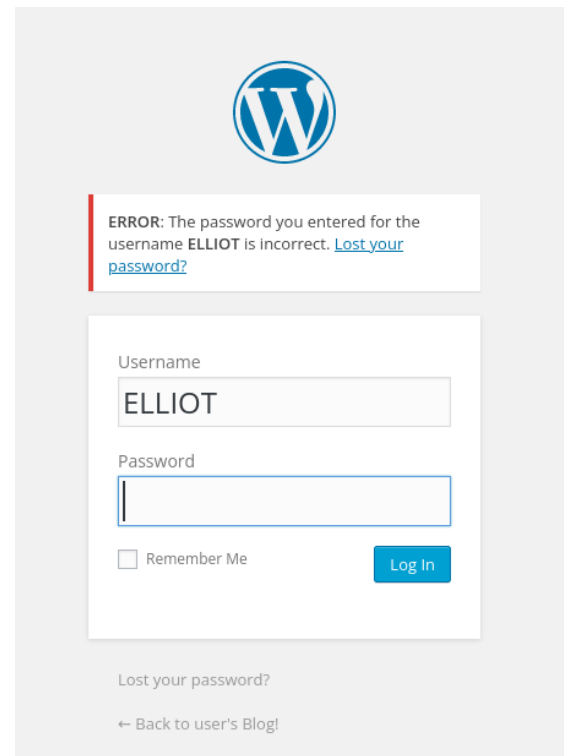 ERROR: The password you entered for the
username ELLIOT is incorrect. Lost your
password?
Username
ELLIOT
Password
Remember Me
Log In
Lost your password?
← Back to user's Blog!